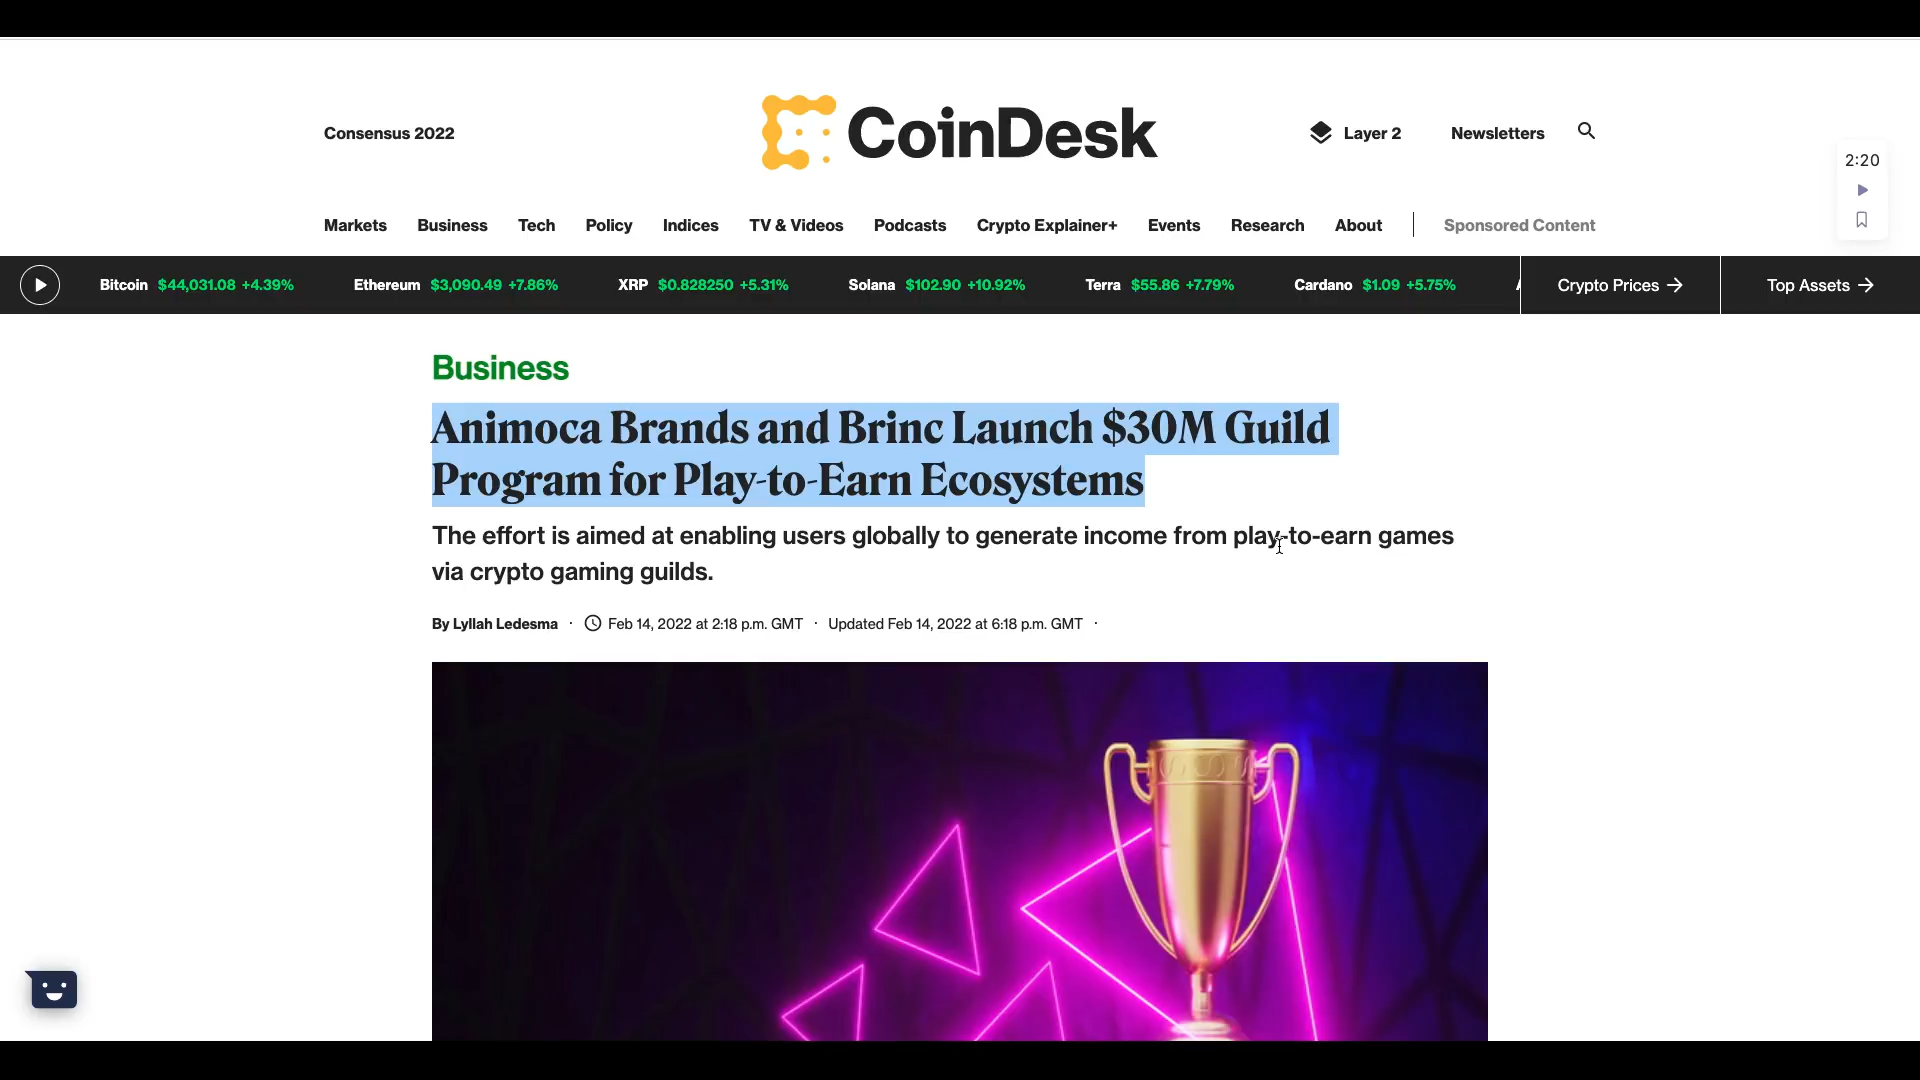 Consensus 2022
CoinDesk
Layer 2
Newsletters
2:20
Markets Business Tech Policy Indices TV & Videos Podcasts Crypto Explainer+ Events Research About Sponsored Content
Bitcoin $44,031.08 +4.39% Ethereum $3,090.49 +7.86% XRP $0.828250 +5.31% Solana $102.90 +10.92% Terra $55.86 +7.79% Cardano $1.09 +5.75% Crypto Prices → Top Assets →
Business
Animoca Brands and Brinc Launch $30M Guild
Program for Play-to-Earn Ecosystems
The effort is aimed at enabling users globally to generate income from play-to-earn games
via crypto gaming guilds.
By Lyllah Ledesma · Feb 14, 2022 at 2:18 p.m. GMT · Updated Feb 14, 2022 at 6:18 p.m. GMT ·